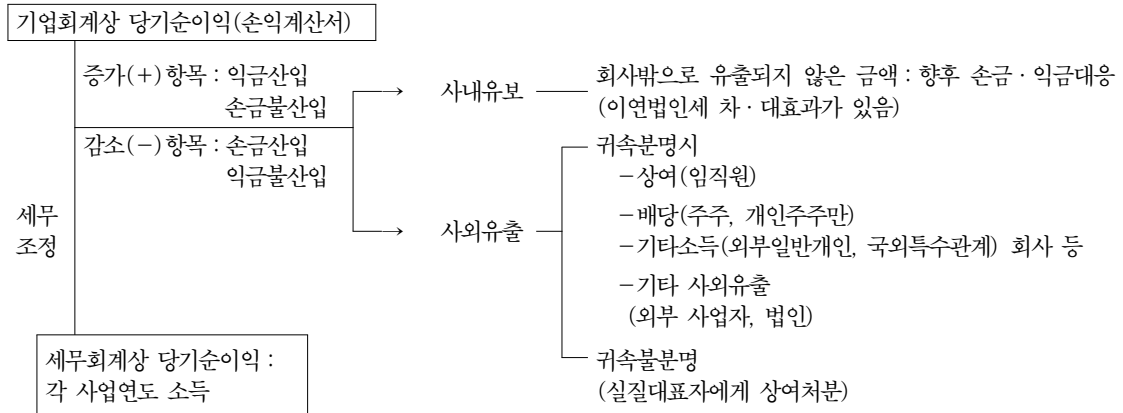 기업회계상 당기순이익(손익계산서)
증가(+)항목 : 익금산입
손금불산입
감소(-)항목 : 손금산입
익금불산입
세무
조정
세무회계상 당기순이익 :
각 사업연도 소득
사내유보
회사밖으로 유출되지 않은 금액 : 향후 손금·익금대응
(이연법인세 차·대효과가 있음)
사외유출
귀속분명시
-상여(임직원)
-배당(주주, 개인주주만)
-기타소득(외부일반개인, 국외특수관계) 회사 등
-기타 사외유출
(외부 사업자, 법인)
귀속불분명
(실질대표자에게 상여처분)